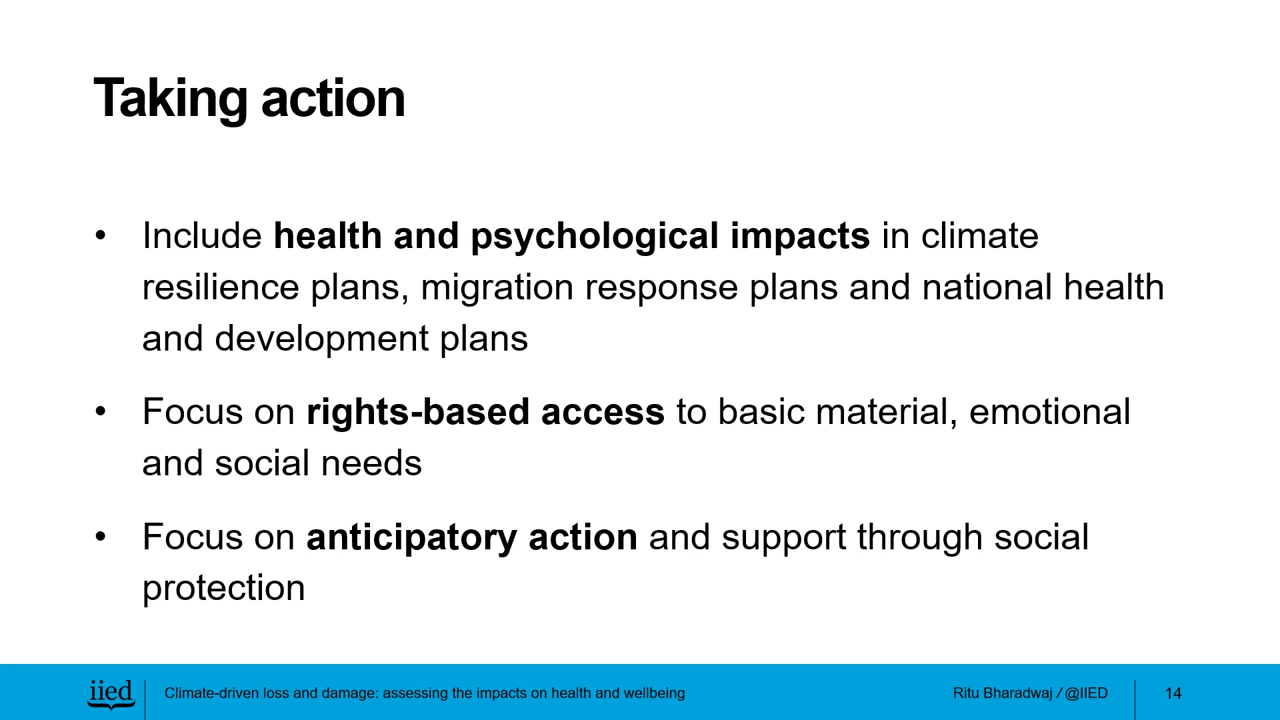 Taking action
• Include health and psychological impacts in climate
resilience plans, migration response plans and national health
and development plans
• Focus on rights-based access to basic material, emotional
and social needs
• Focus on anticipatory action and support through social
protection
iied
Climate-driven loss and damage: assessing the impacts on health and wellbeing
Ritu Bharadwaj / @IIED
14